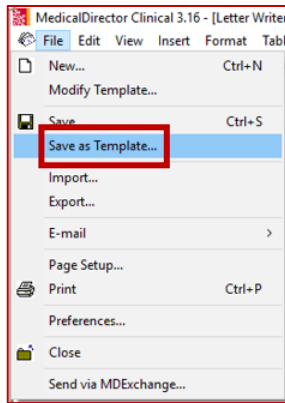 MedicalDirector Clinical 3.16 - [Letter Writer
File Edit View Insert Format Tabl
New... Ctrl+N
Modify Template...
Save Ctrl+S
Save as Template...
Import...
Export...
E-mail
Page Setup...
Print Ctrl+P
Preferences...
Close
Send via MDExchange...